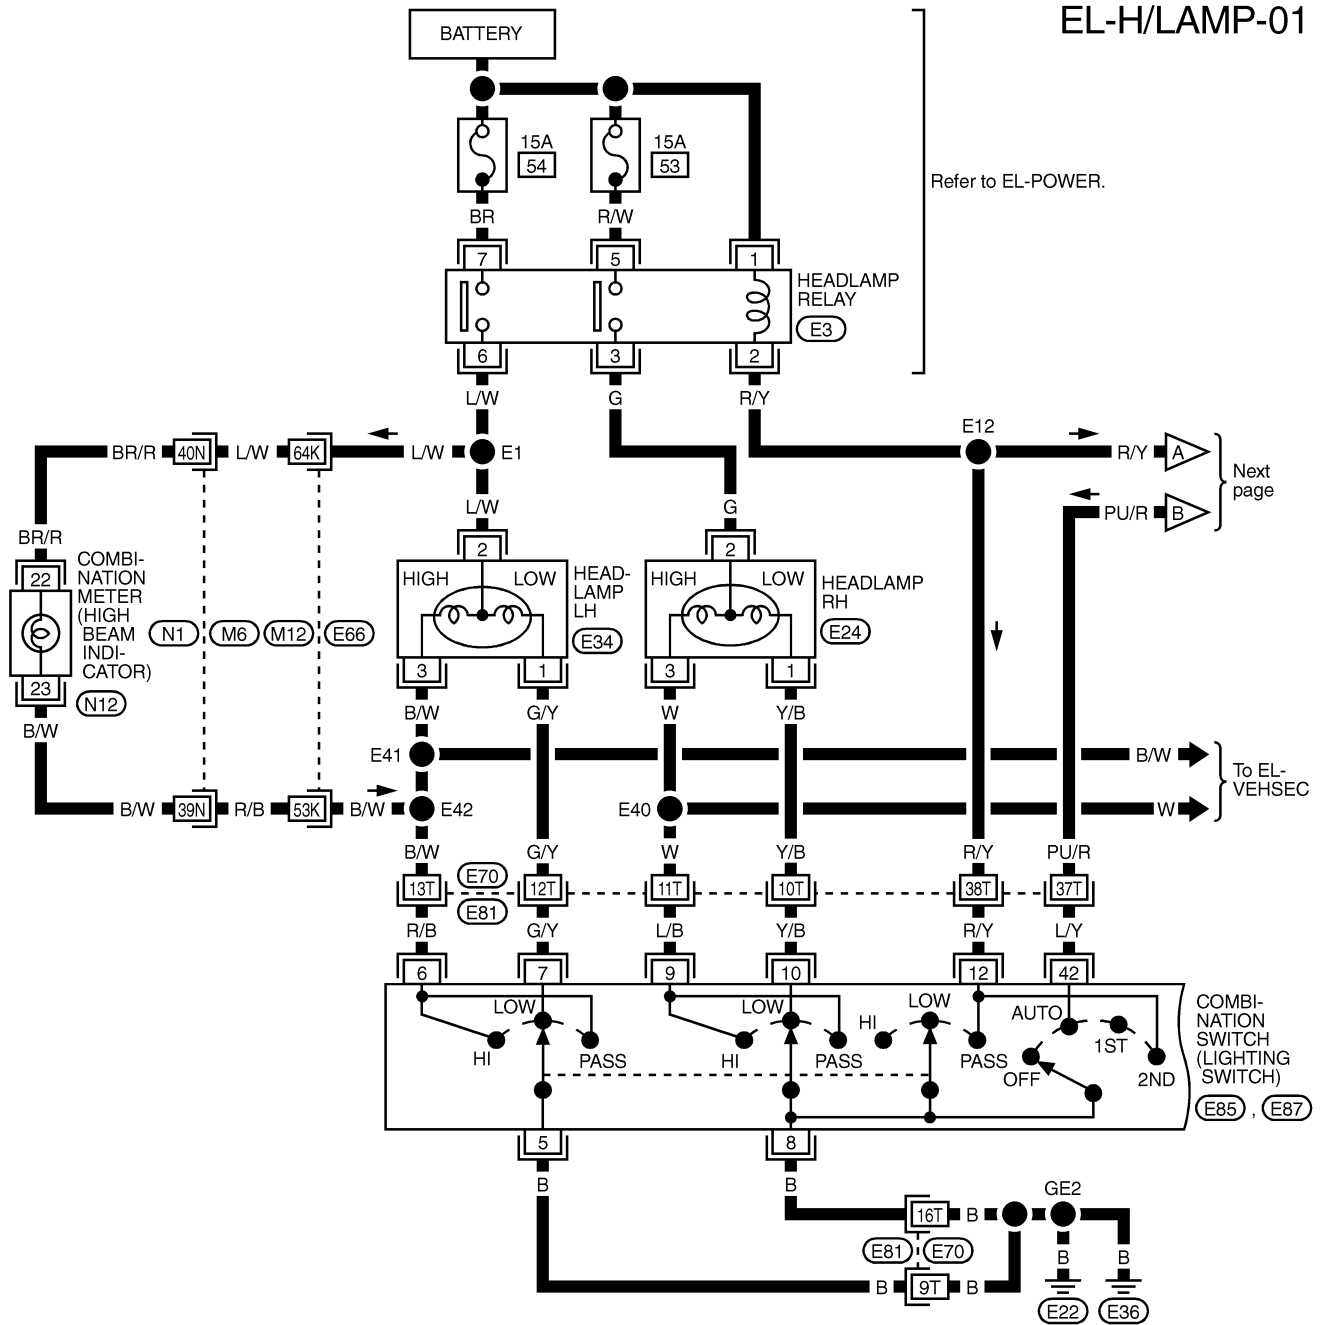 EL-H/LAMP-01
BATTERY
15A
54
15A
53
Refer to EL-POWER.
BR
R/W
7
5
1
HEADLAMP
RELAY
E3
6
3
2
L/W
G
R/Y
E12
BR/R
40N
L/W
64K
L/W
E1
R/Y
A
Next
page
PU/R
B
L/W
G
BR/R
22
COMBI-
NATION
METER
(HIGH
BEAM
INDI-
CATOR)
23
N12
B/W
N1
M6
M12
E66
2
HIGH
LOW
HEAD-
LAMP
LH
E34
3
1
2
HIGH
LOW
HEADLAMP
RH
E24
3
1
B/W
G/Y
W
Y/B
E41
B/W
To EL-
VEHSEC
B/W
39N
R/B
53K
B/W
E42
E40
W
B/W
G/Y
W
Y/B
R/Y
PU/R
13T
E70
E81
12T
11T
10T
38T
37T
R/B
G/Y
L/B
Y/B
R/Y
L/Y
6
7
9
10
12
42
LOW
HI
PASS
LOW
HI
PASS
LOW
HI
PASS
AUTO
1ST
OFF
2ND
COMBI-
NATION
SWITCH
(LIGHTING
SWITCH)
E85 , E87
5
8
B
B
16T
B
GE2
E81
E70
B
B
B
9T
B
E22
E36